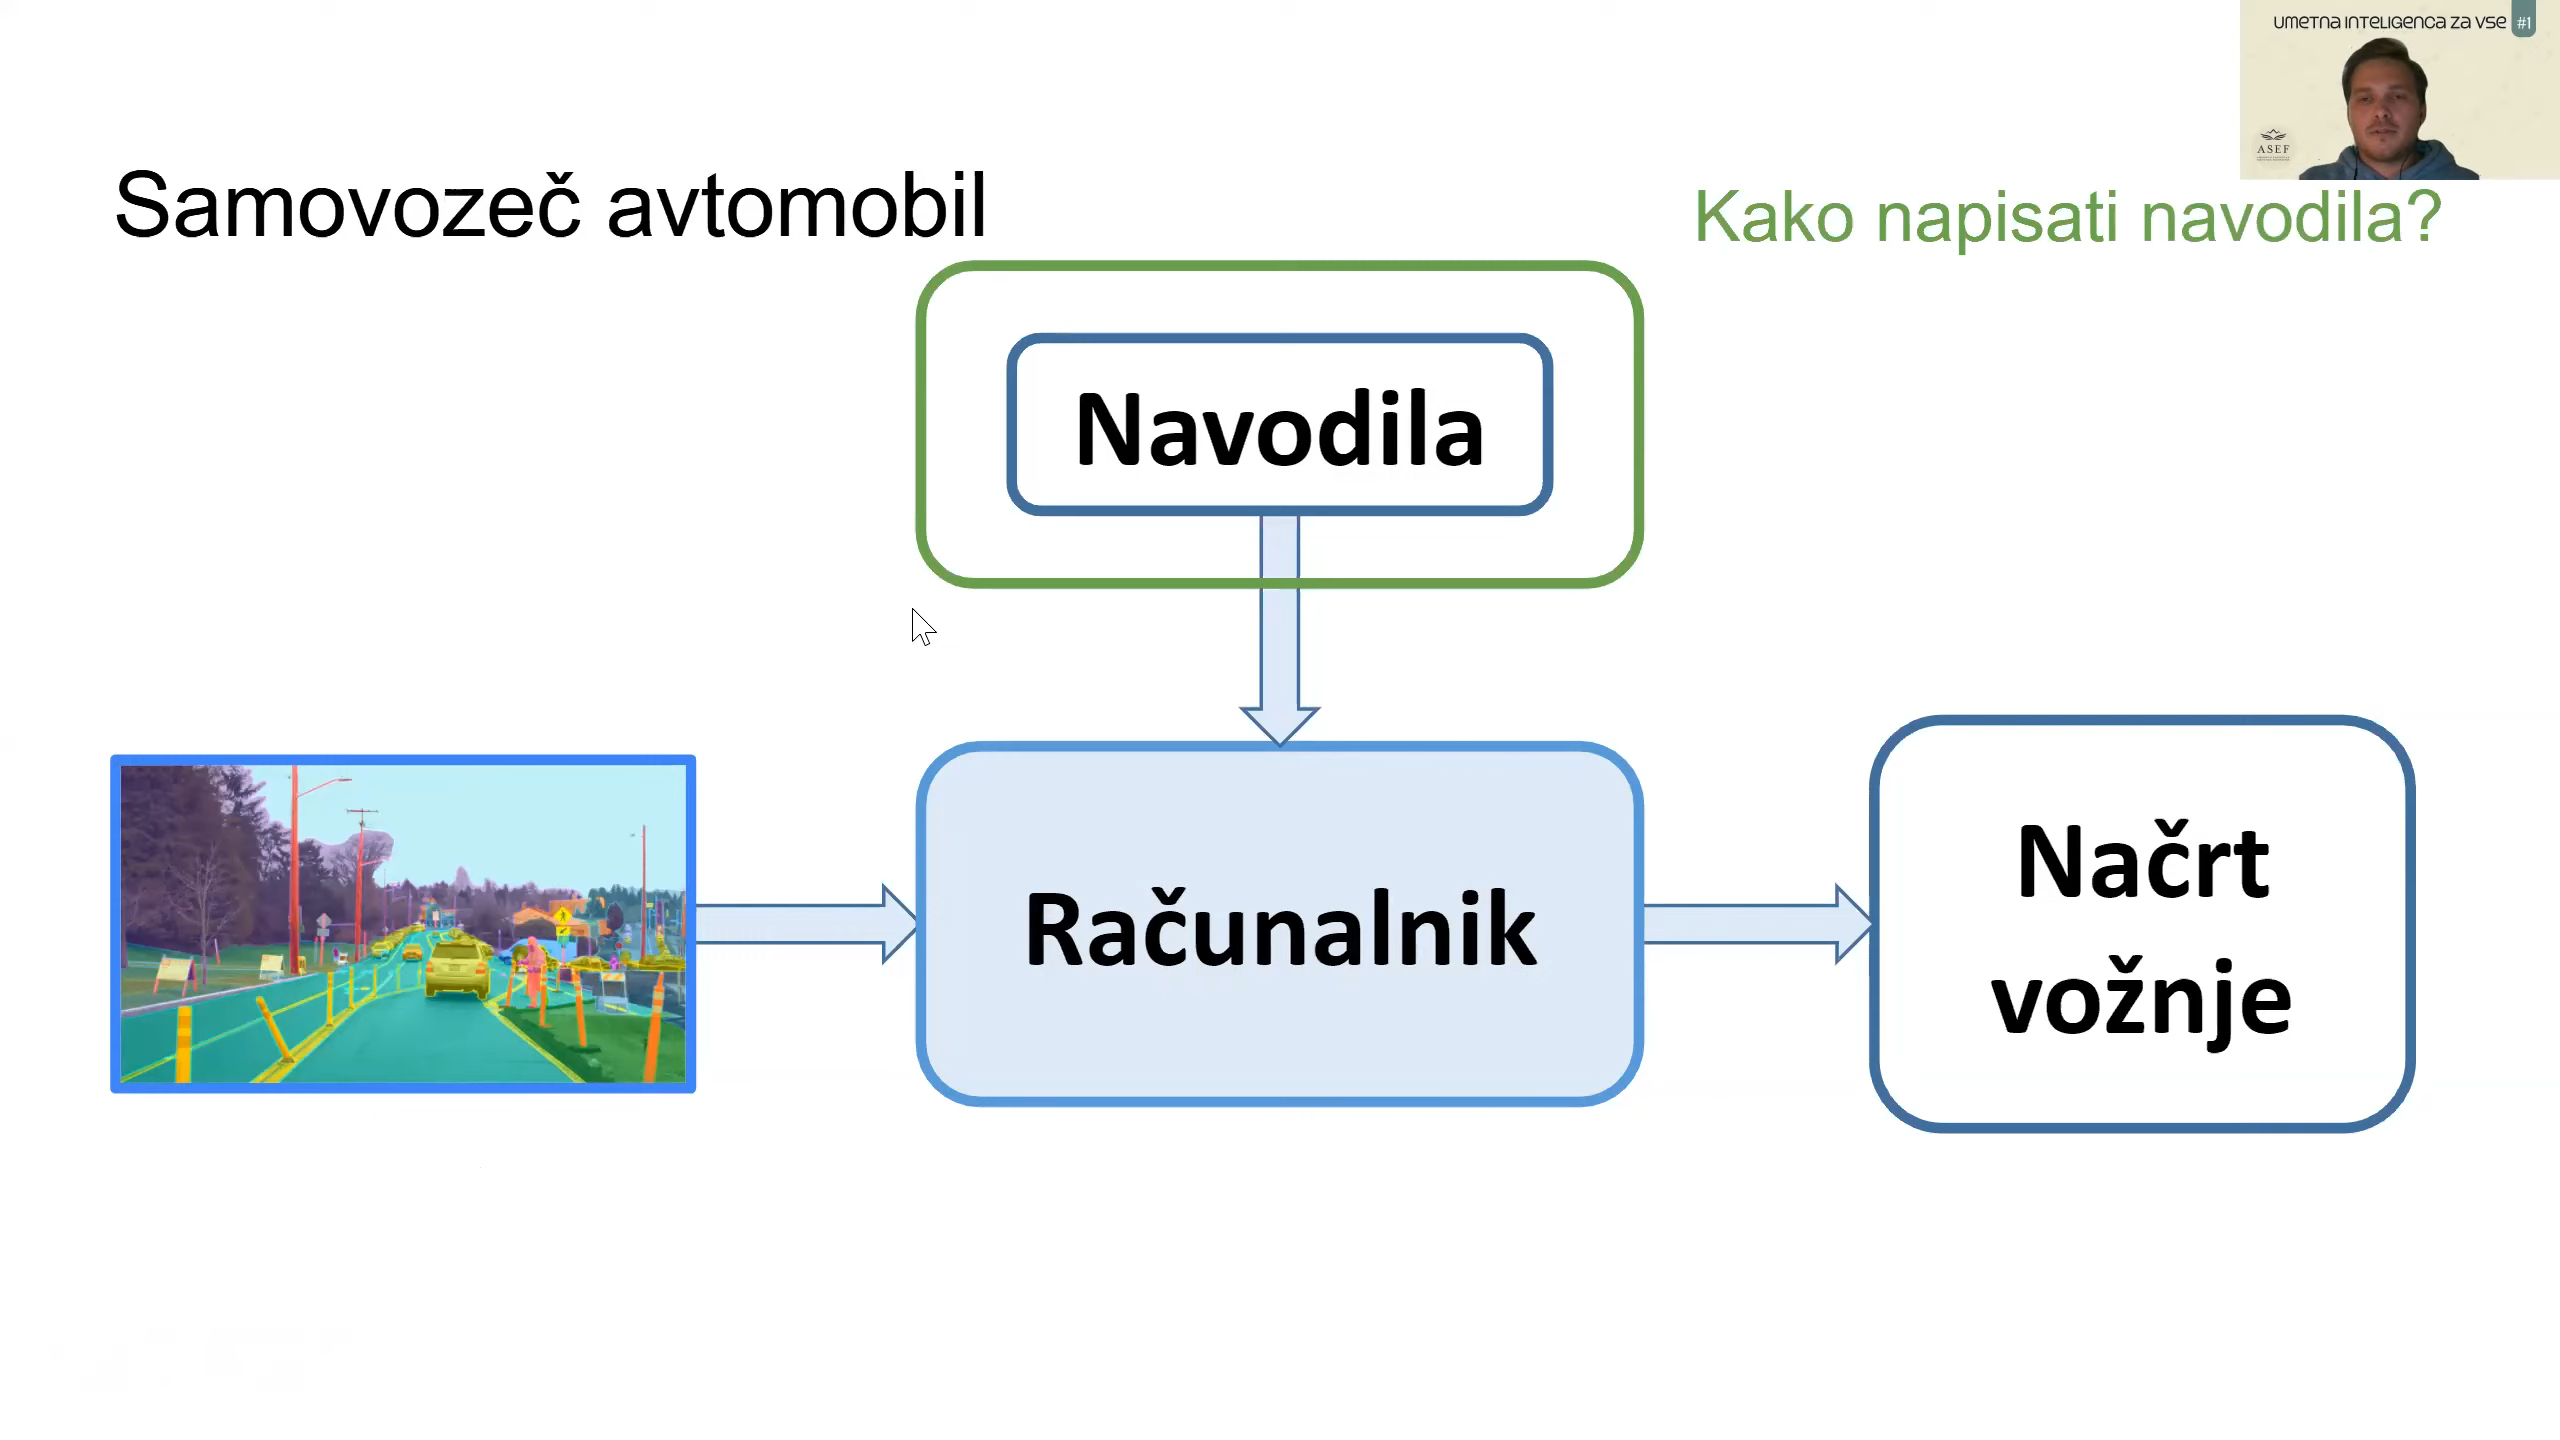 UMETNA INTELIGENCA ZA VSE #1
ASEF
Samovozeč avtomobil
Kako napisati navodila?
Navodila
Računalnik
Načrt
vožnje